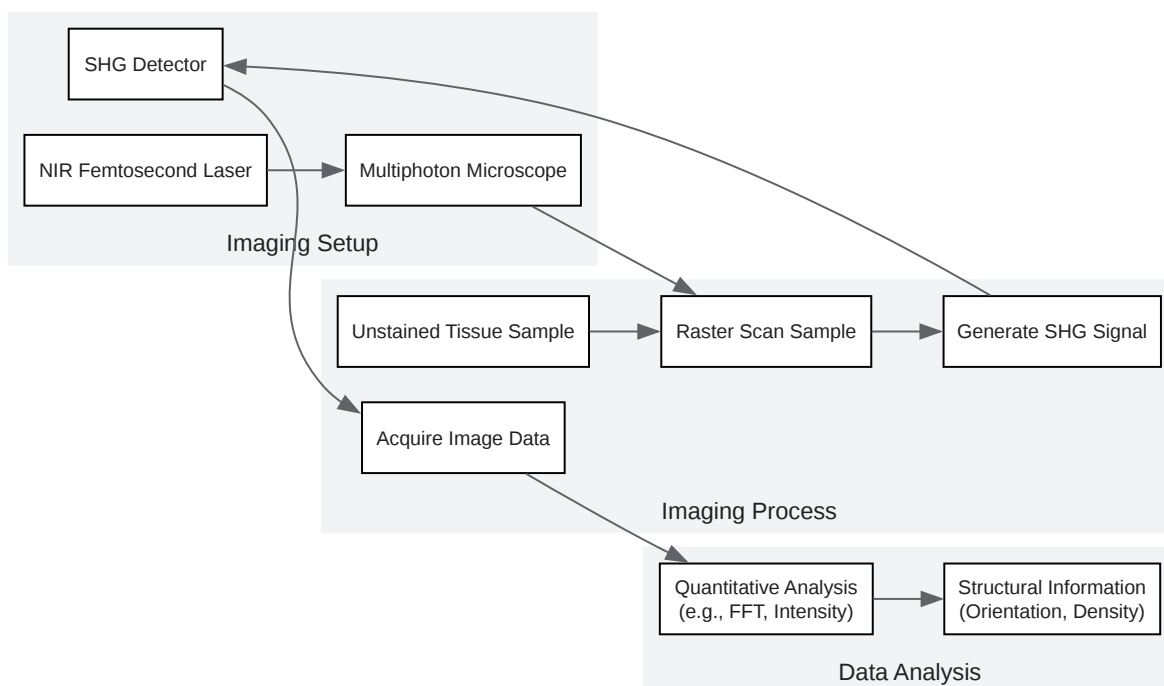 SHG Detector
NIR Femtosecond Laser
Multiphoton Microscope
Imaging Setup
Unstained Tissue Sample
Raster Scan Sample
Generate SHG Signal
Acquire Image Data
Imaging Process
Quantitative Analysis
(e.g., FFT, Intensity)
Structural Information
(Orientation, Density)
Data Analysis